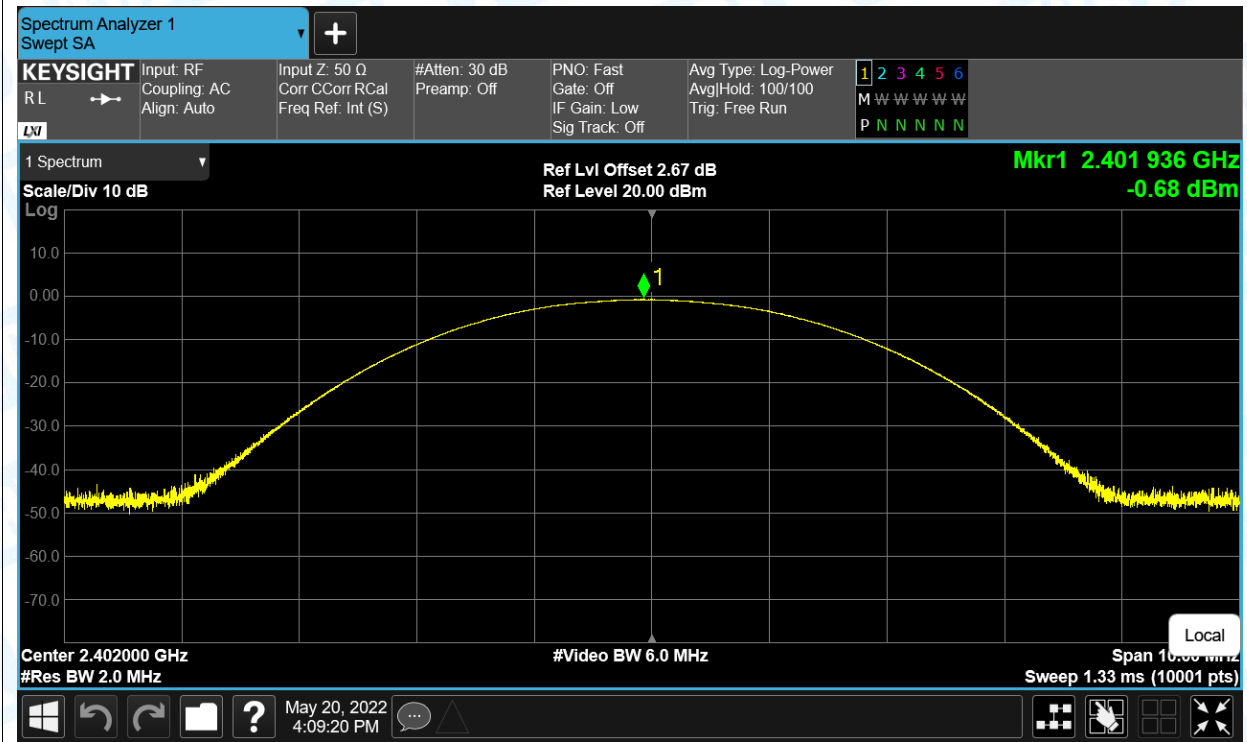 Spectrum Analyzer 1
Swept SA
KEYSIGHT
R L
LXI
Input: RF
Coupling: AC
Align: Auto
Input Z: 50 Ω
Corr CCorr RCal
Freq Ref: Int (S)
#Atten: 30 dB
Preamp: Off
PNO: Fast
Gate: Off
IF Gain: Low
Sig Track: Off
Avg Type: Log-Power
Avg|Hold: 100/100
Trig: Free Run
1 2 3 4 5 6
M W W W W W
P N N N N N
1 Spectrum
Scale/Div 10 dB
Log
Ref Lvl Offset 2.67 dB
Ref Level 20.00 dBm
Mkr1 2.401 936 GHz
-0.68 dBm
10.0
0.00
-10.0
-20.0
-30.0
-40.0
-50.0
-60.0
-70.0
1
Local
Center 2.402000 GHz
#Res BW 2.0 MHz
#Video BW 6.0 MHz
Span 10.00 MHz
Sweep 1.33 ms (10001 pts)
?
May 20, 2022
4:09:20 PM